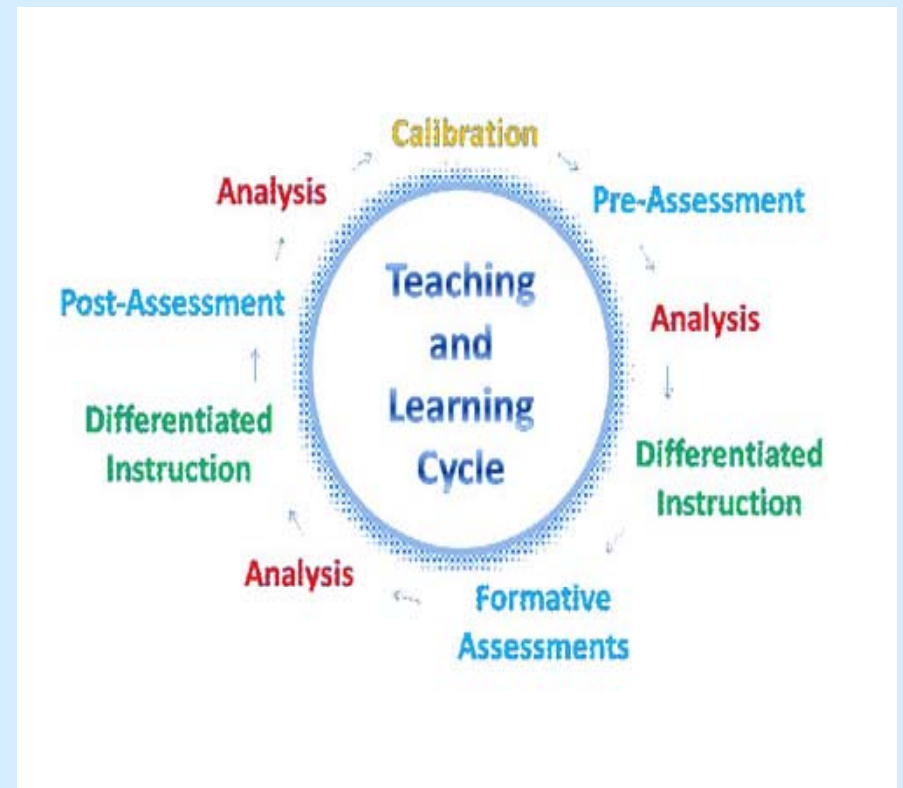 Calibration
Pre-Assessment
Analysis
Differentiated
Instruction
Formative
Assessments
Analysis
Differentiated
Instruction
Post-Assessment
Analysis
Teaching
and
Learning
Cycle